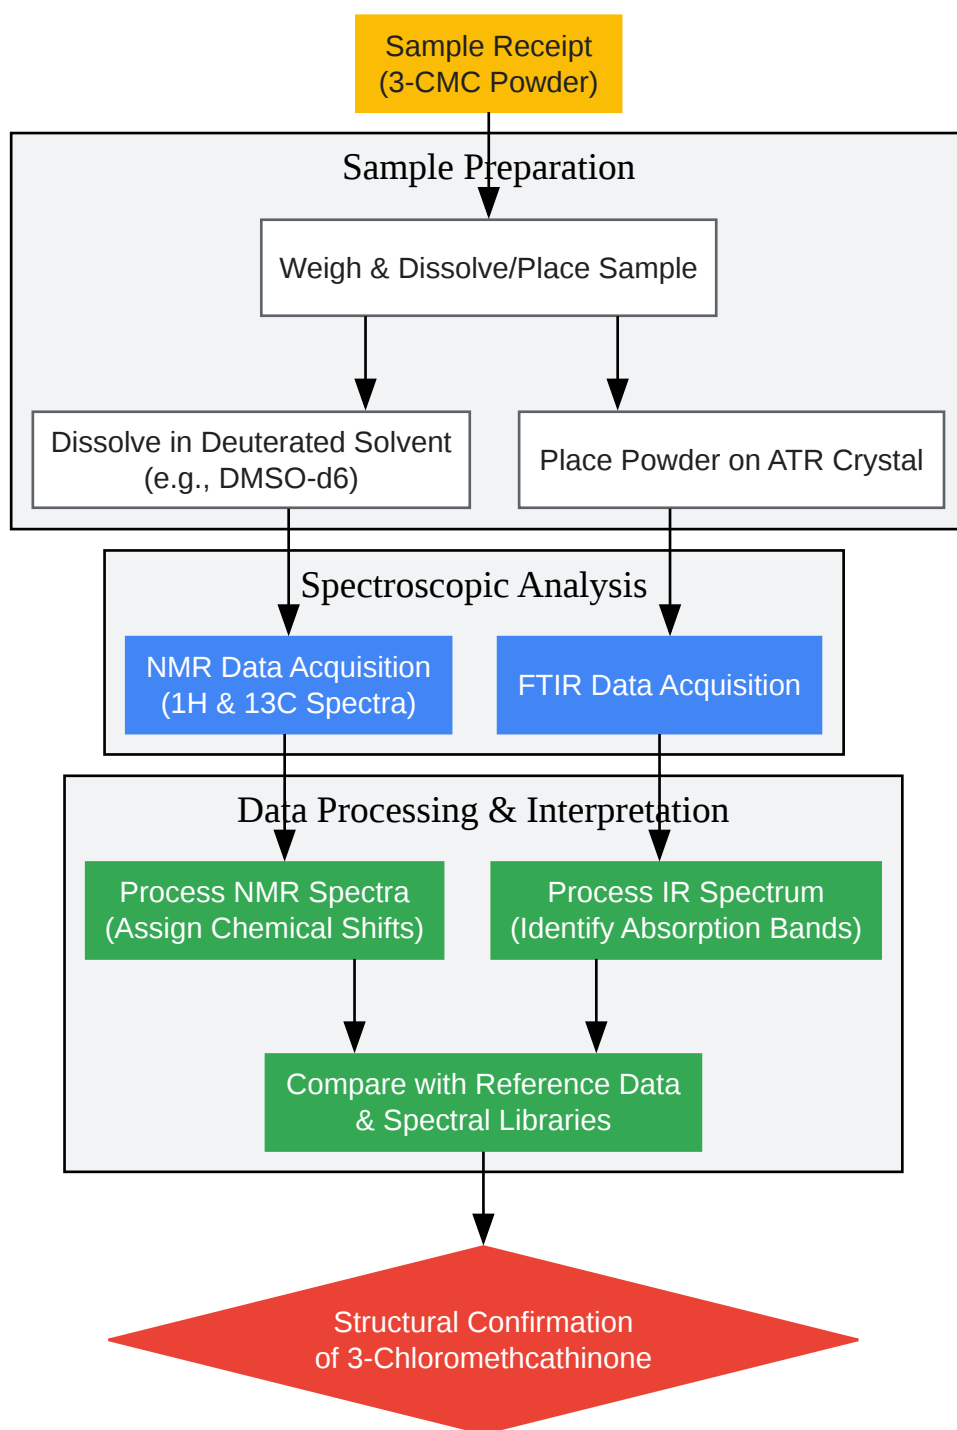 Sample Receipt
(3-CMC Powder)
Sample Preparation
Weigh & Dissolve/Place Sample
Dissolve in Deuterated Solvent
(e.g., DMSO-d6)
Place Powder on ATR Crystal
Spectroscopic Analysis
NMR Data Acquisition
(1H & 13C Spectra)
FTIR Data Acquisition
Data Processing & Interpretation
Process NMR Spectra
(Assign Chemical Shifts)
Process IR Spectrum
(Identify Absorption Bands)
Compare with Reference Data
& Spectral Libraries
Structural Confirmation
of 3-Chloromethcathinone